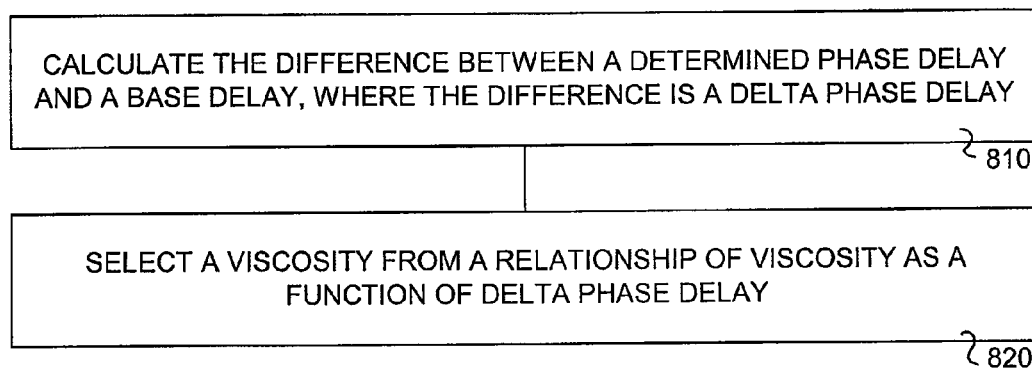 CALCULATE THE DIFFERENCE BETWEEN A DETERMINED PHASE DELAY
AND A BASE DELAY, WHERE THE DIFFERENCE IS A DELTA PHASE DELAY
810
SELECT A VISCOSITY FROM A RELATIONSHIP OF VISCOSITY AS A
FUNCTION OF DELTA PHASE DELAY
820